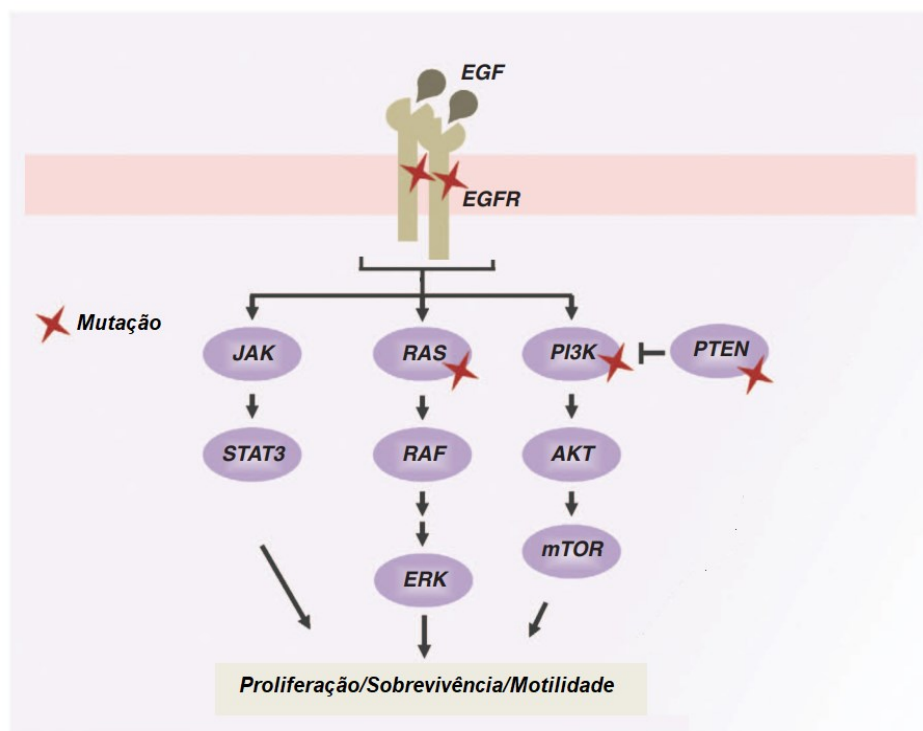 EGF
EGFR
Mutação
JAK
RAS
PI3K
PTEN
STAT3
RAF
AKT
mTOR
ERK
Proliferação/Sobrevivência/Motilidade